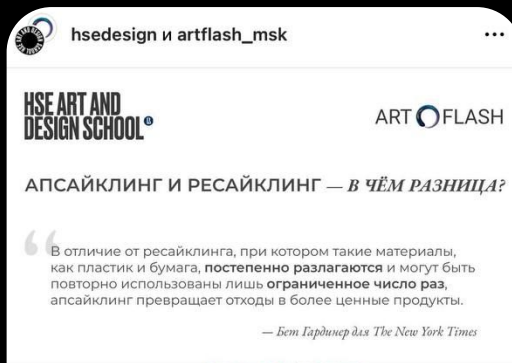 hsedesign и artflash_msk
HSE ART AND
DESIGN SCHOOL
ART FLASH
АПСАЙКЛИНГ И РЕСАЙКЛИНГ — В ЧЁМ РАЗНИЦА?
“ В отличие от ресайклинга, при котором такие материалы,
как пластик и бумага, постепенно разлагаются и могут быть
повторно использованы лишь ограниченное число раз,
апсайклинг превращает отходы в более ценные продукты.
— Бет Гардинер для The New York Times